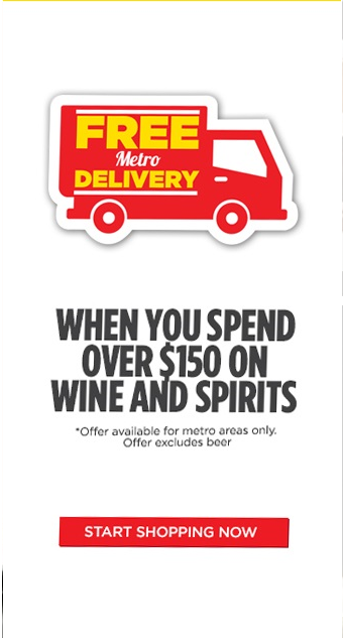 FREE
Metro
DELIVERY
WHEN YOU SPEND
OVER $150 ON
WINE AND SPIRITS
*Offer available for metro areas only.
Offer excludes beer
START SHOPPING NOW